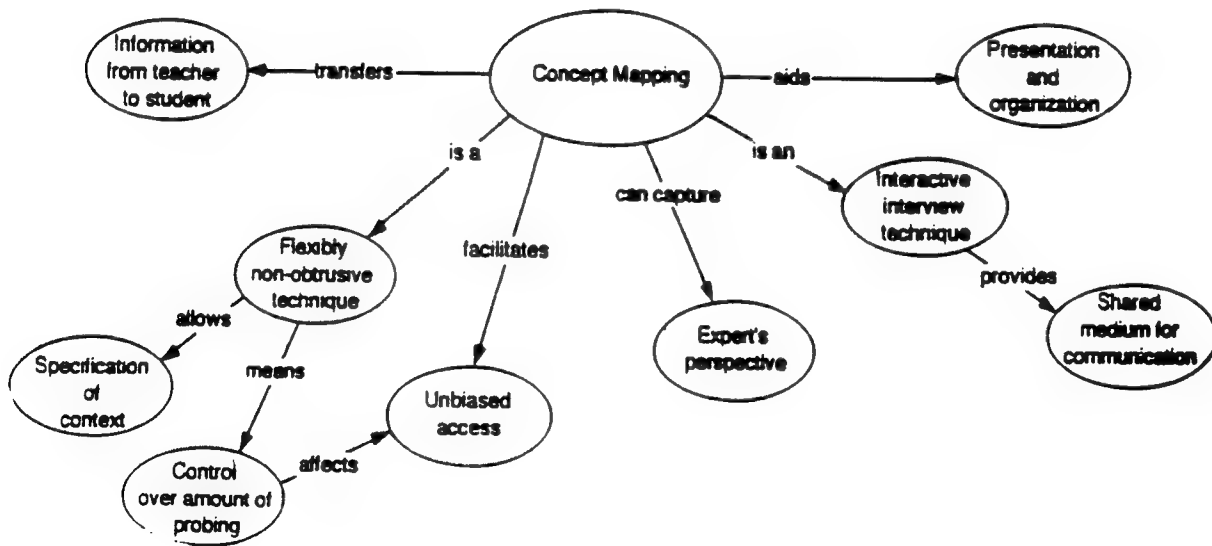 Information
from teacher
to student
transfers
Concept Mapping
aids
Presentation
and
organization
is a
facilitates
can capture
is an
Interactive
interview
technique
Flexibly
non-obtrusive
technique
provides
allows
means
Specification
of
context
Unbiased
access
Expert's
perspective
Shared
medium for
communication
Control
over amount of
probing
affects